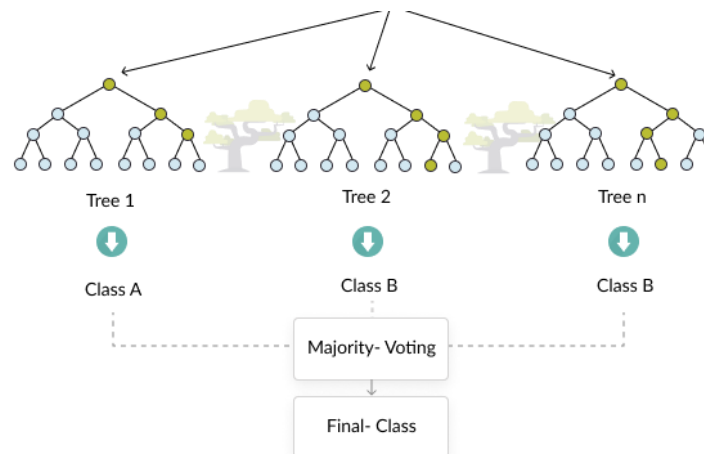 Tree 1
Tree 2
Tree n
Class A
Class B
Class B
Majority- Voting
Final- Class